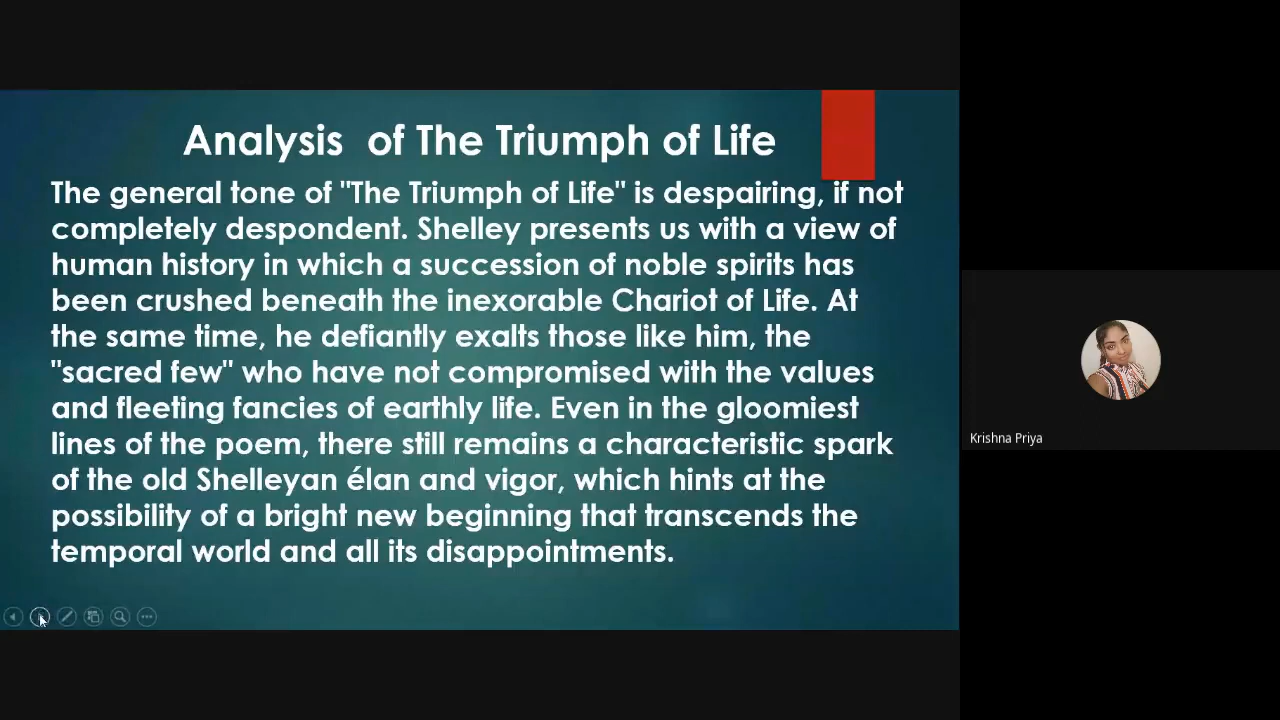 Analysis of The Triumph of Life
The general tone of "The Triumph of Life" is despairing, if not
completely despondent. Shelley presents us with a view of
human history in which a succession of noble spirits has
been crushed beneath the inexorable Chariot of Life. At
the same time, he defiantly exalts those like him, the
"sacred few" who have not compromised with the values
and fleeting fancies of earthly life. Even in the gloomiest
lines of the poem, there still remains a characteristic spark
of the old Shelleyan élan and vigor, which hints at the
possibility of a bright new beginning that transcends the
temporal world and all its disappointments.
Krishna Priya